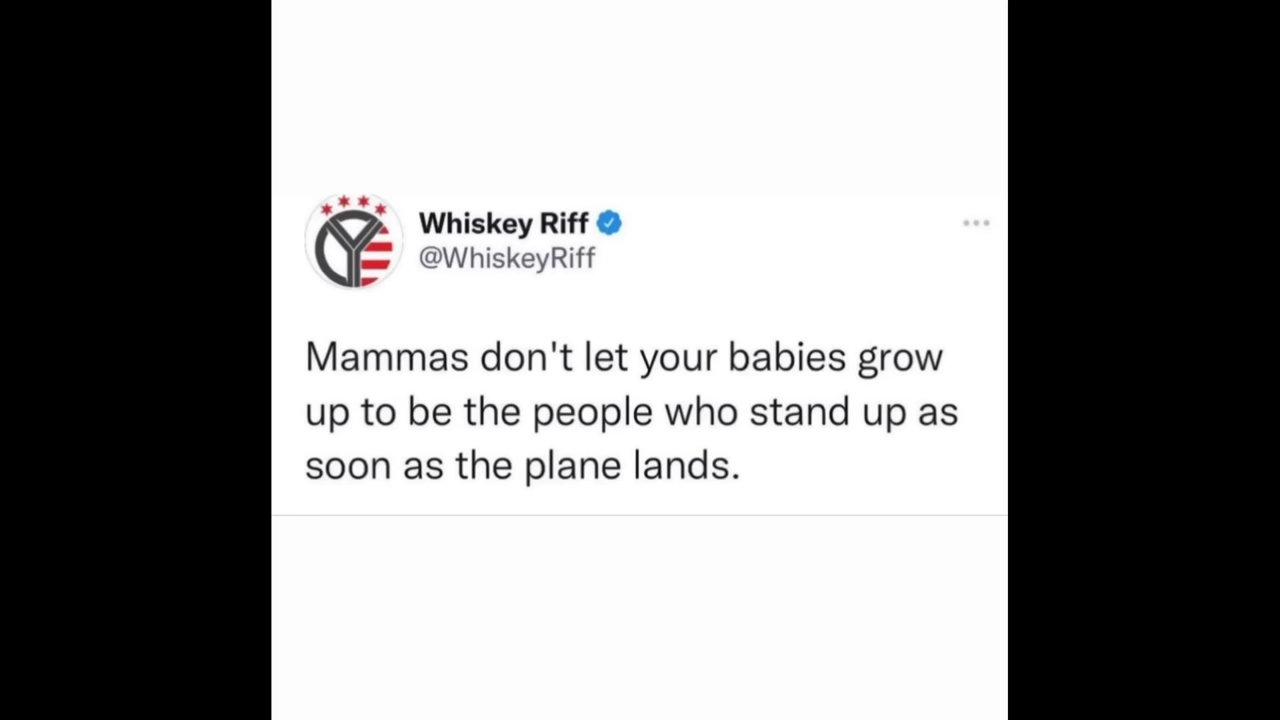 Whiskey Riff
@WhiskeyRiff
Mammas don't let your babies grow
up to be the people who stand up as
soon as the plane lands.